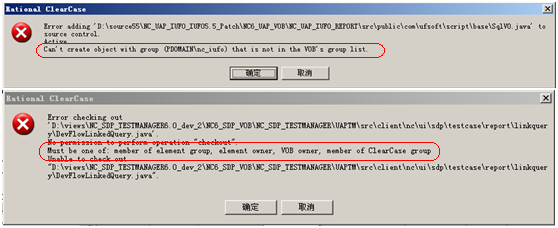 Rational ClearCase
Error adding 'D:\source55\NC_UAP_IUFO_IUFO5.5_Patch\NC6_UAP_VOB\NC_UAP_IUFO_REPORT\src\public\com\ufsoft\script\base\SqlVO.java' to
source control.
Active
Can't create object with group (PDOMAIN\nc_iufo) that is not in the VOB's group list.
确定
取消
Rational ClearCase
Error checking out
'D:\views\NC_SDP_TESTMANAGER6.0_dev_2\NC6_SDP_VOB\NC_SDP_TESTMANAGER\UAPTM\src\client\nc\ui\sdp\testcase\report\linkquer
y\DevFlowLinkedQuery.java'.
No permission to perform operation "checkout".
Must be one of: member of element group, element owner, VOB owner, member of ClearCase group
Unable to check out
"D:\views\NC_SDP_TESTMANAGER6.0_dev_2\NC6_SDP_VOB\NC_SDP_TESTMANAGER\UAPTM\src\client\nc\ui\sdp\testcase\report\linkquer
y\DevFlowLinkedQuery.java".
确定
取消